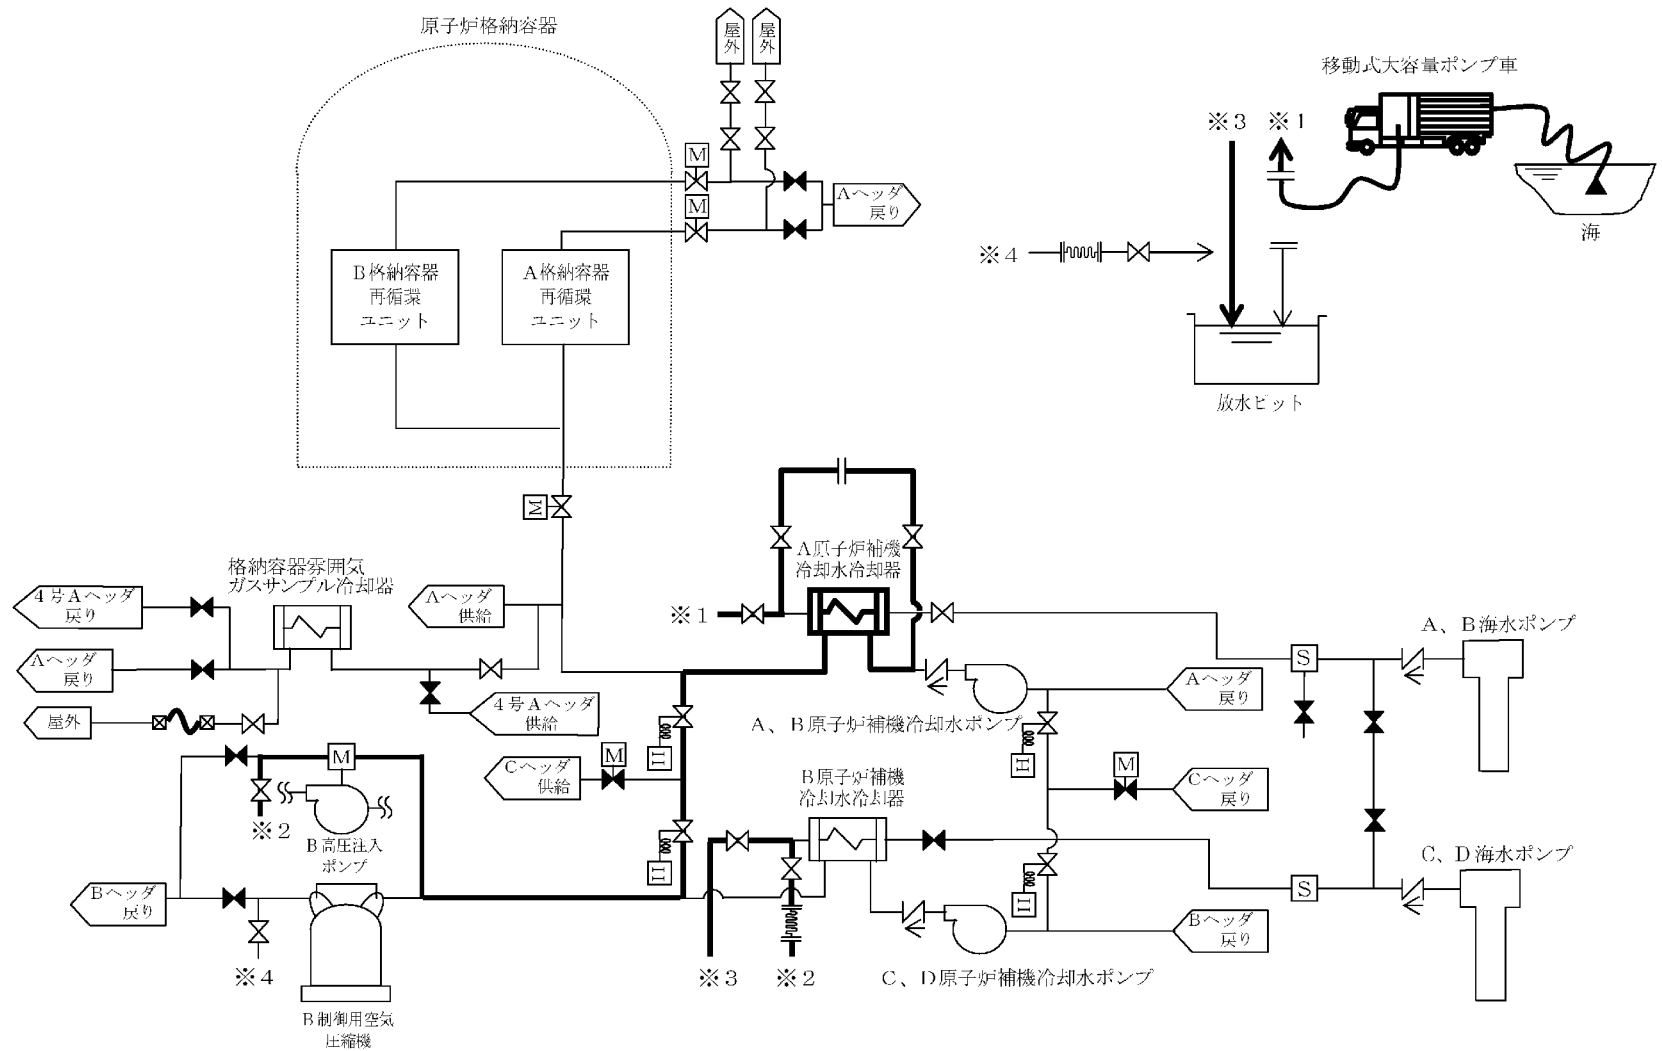 原子炉格納容器
屋外
屋外
移動式大容量ポンプ車
※3
※1
M
M
Aヘッダ
戻り
海
※4
B格納容器
再循環
ユニット
A格納容器
再循環
ユニット
放水ピット
M
A原子炉補機
冷却水冷却器
格納容器雰囲気
ガスサンプル冷却器
4号Aヘッダ
戻り
Aヘッダ
供給
※1
A、B海水ポンプ
S
Aヘッダ
戻り
Aヘッダ
戻り
4号Aヘッダ
供給
屋外
A、B原子炉補機冷却水ポンプ
H
H
M
M
M
Cヘッダ
供給
B原子炉補機
冷却水冷却器
Cヘッダ
戻り
※2
B高圧注入
ポンプ
H
H
C、D海水ポンプ
S
Bヘッダ
戻り
Bヘッダ
戻り
※4
※3
※2
C、D原子炉補機冷却水ポンプ
B制御用空気
圧縮機